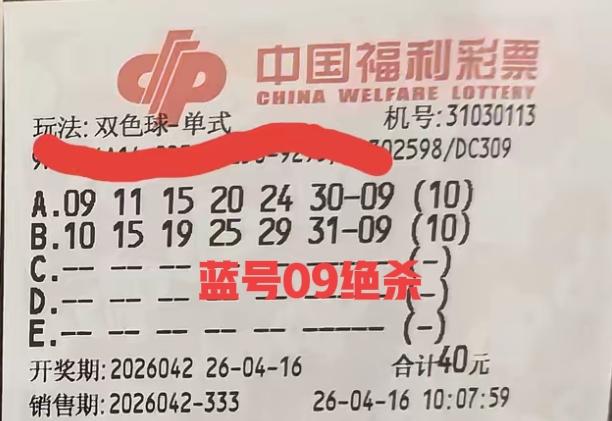 中国福利彩票
CHINA WELFARE LOTTERY
玩法:双色球-单式 机号:31030113
02598/DC309
A.09 11 15 20 24 30-09 (10)
B.10 15 19 25 29 31-09 (10)
C.-- -- -- -- -- -----(-)
蓝号09绝杀
D.-- -- -- -- -- -----(-)
E.-- -- -- -- -- -----(-)
开奖期:2026042 26-04-16 合计40元
销售期:2026042-333 26-04-16 10:07:59